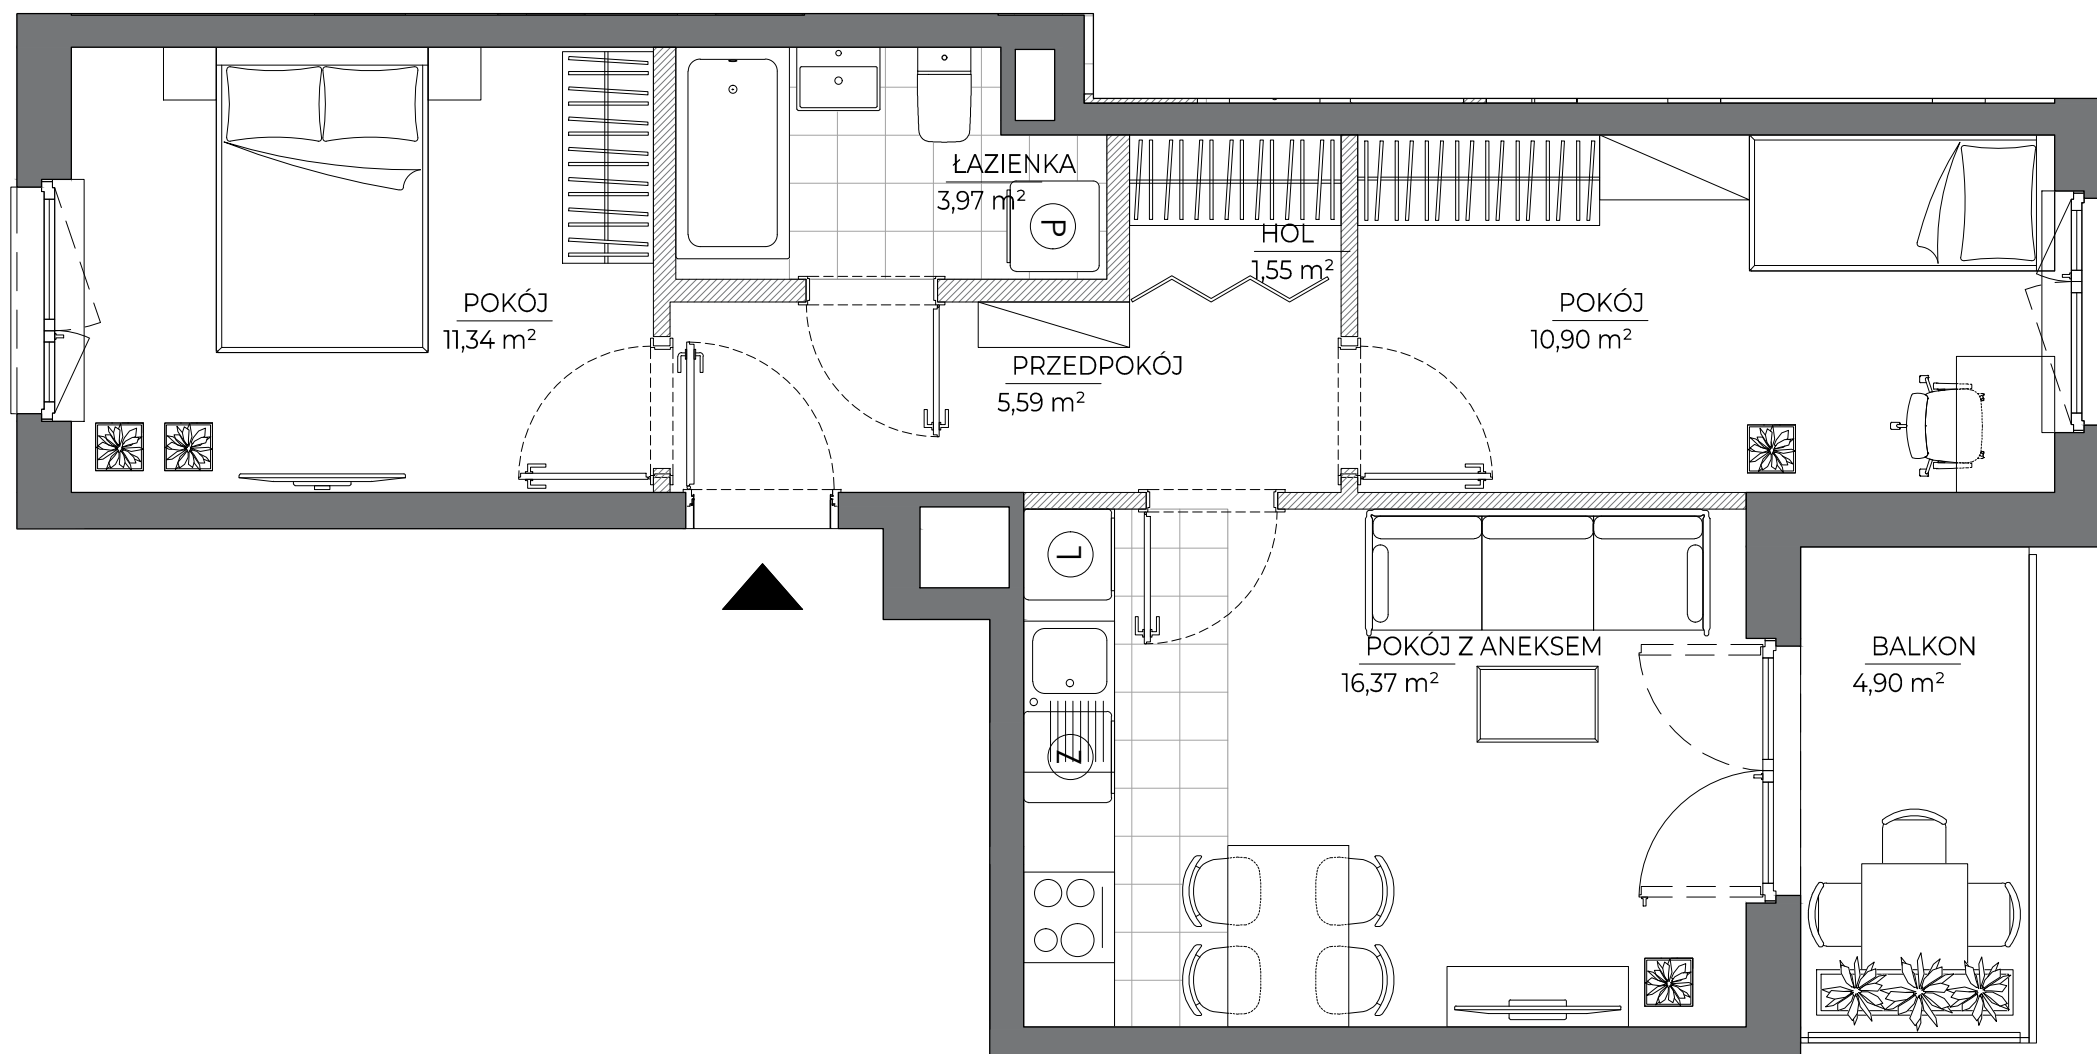 ŁAZIENKA
3,97 m²
P
HOL
1,55 m²
POKÓJ
11,34 m²
POKÓJ
10,90 m²
PRZEDPOKÓJ
5,59 m²
L
POKÓJ Z ANEKSEM
16,37 m²
BALKON
4,90 m²
Z